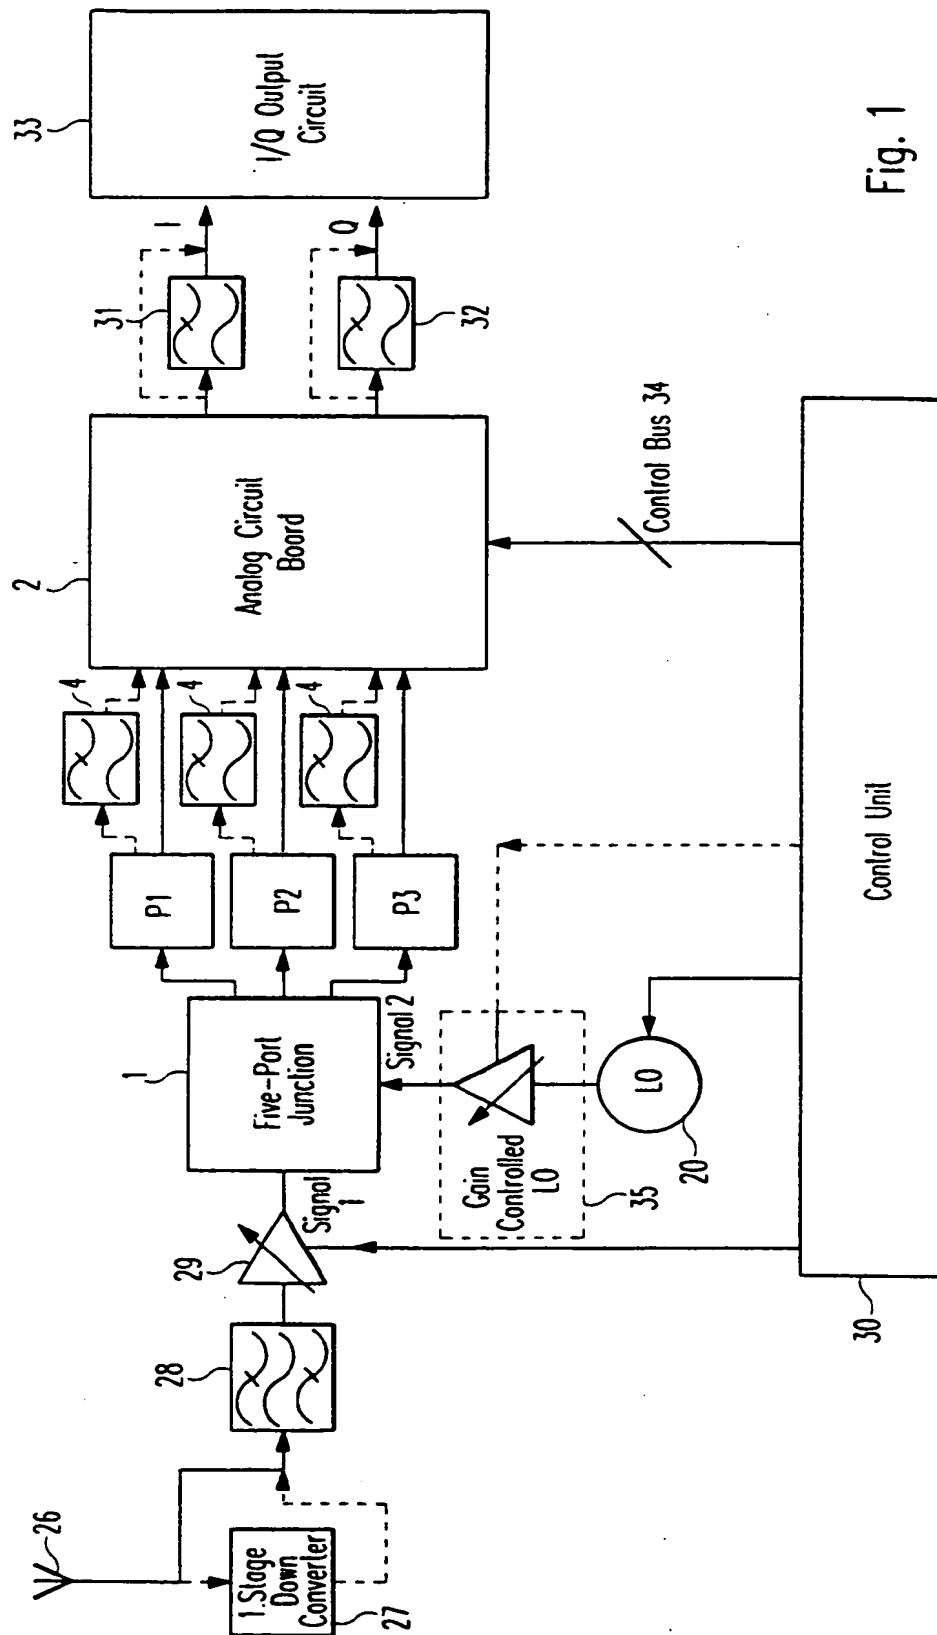 26
1.Stage
Down
Converter
27
28
29
Signal
1
1
Five-Port
Junction
Signal 2
Gain
Controlled
LO
35
LO
20
P1
P2
P3
4
4
4
2
Analog Circuit
Board
31
32
I
Q
33
I/Q Output
Circuit
Control Bus 34
Control Unit
30
Fig. 1